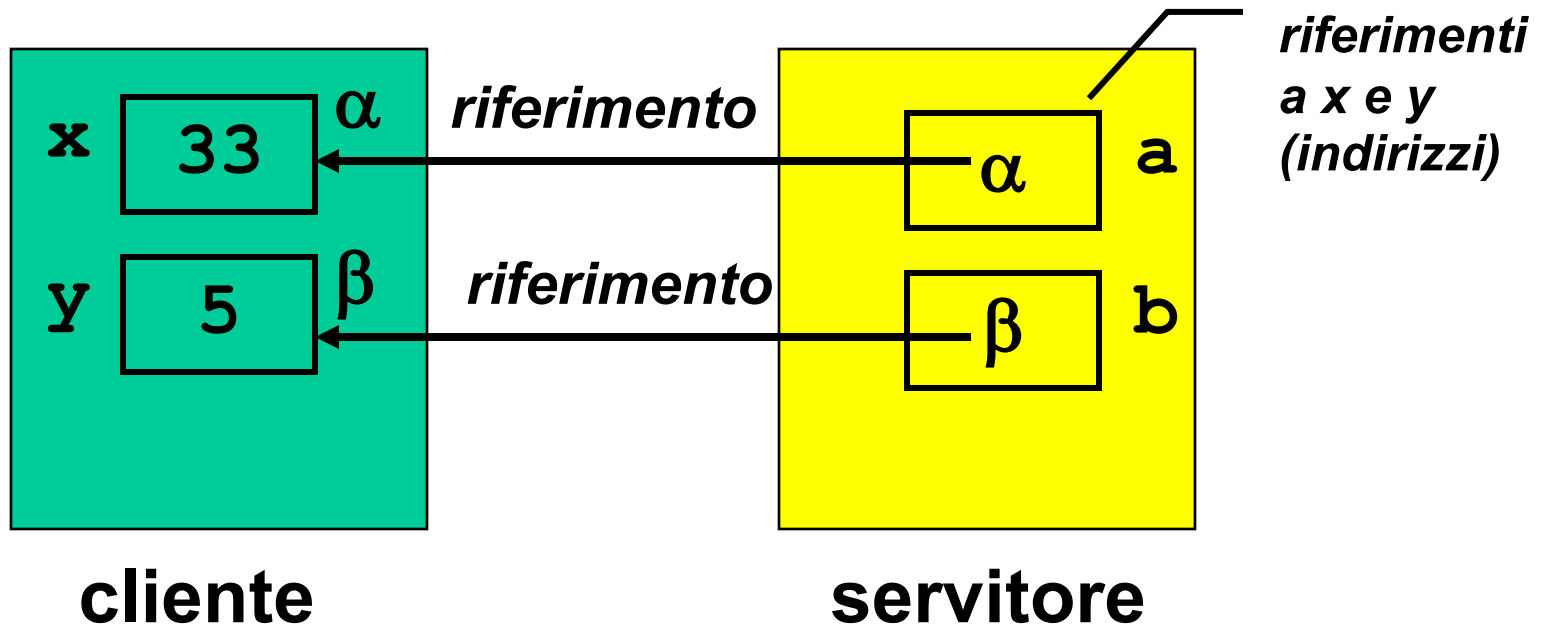 riferimenti
a x e y
(indirizzi)
x 33 α riferimento α a
y 5 β riferimento β b
cliente servitore